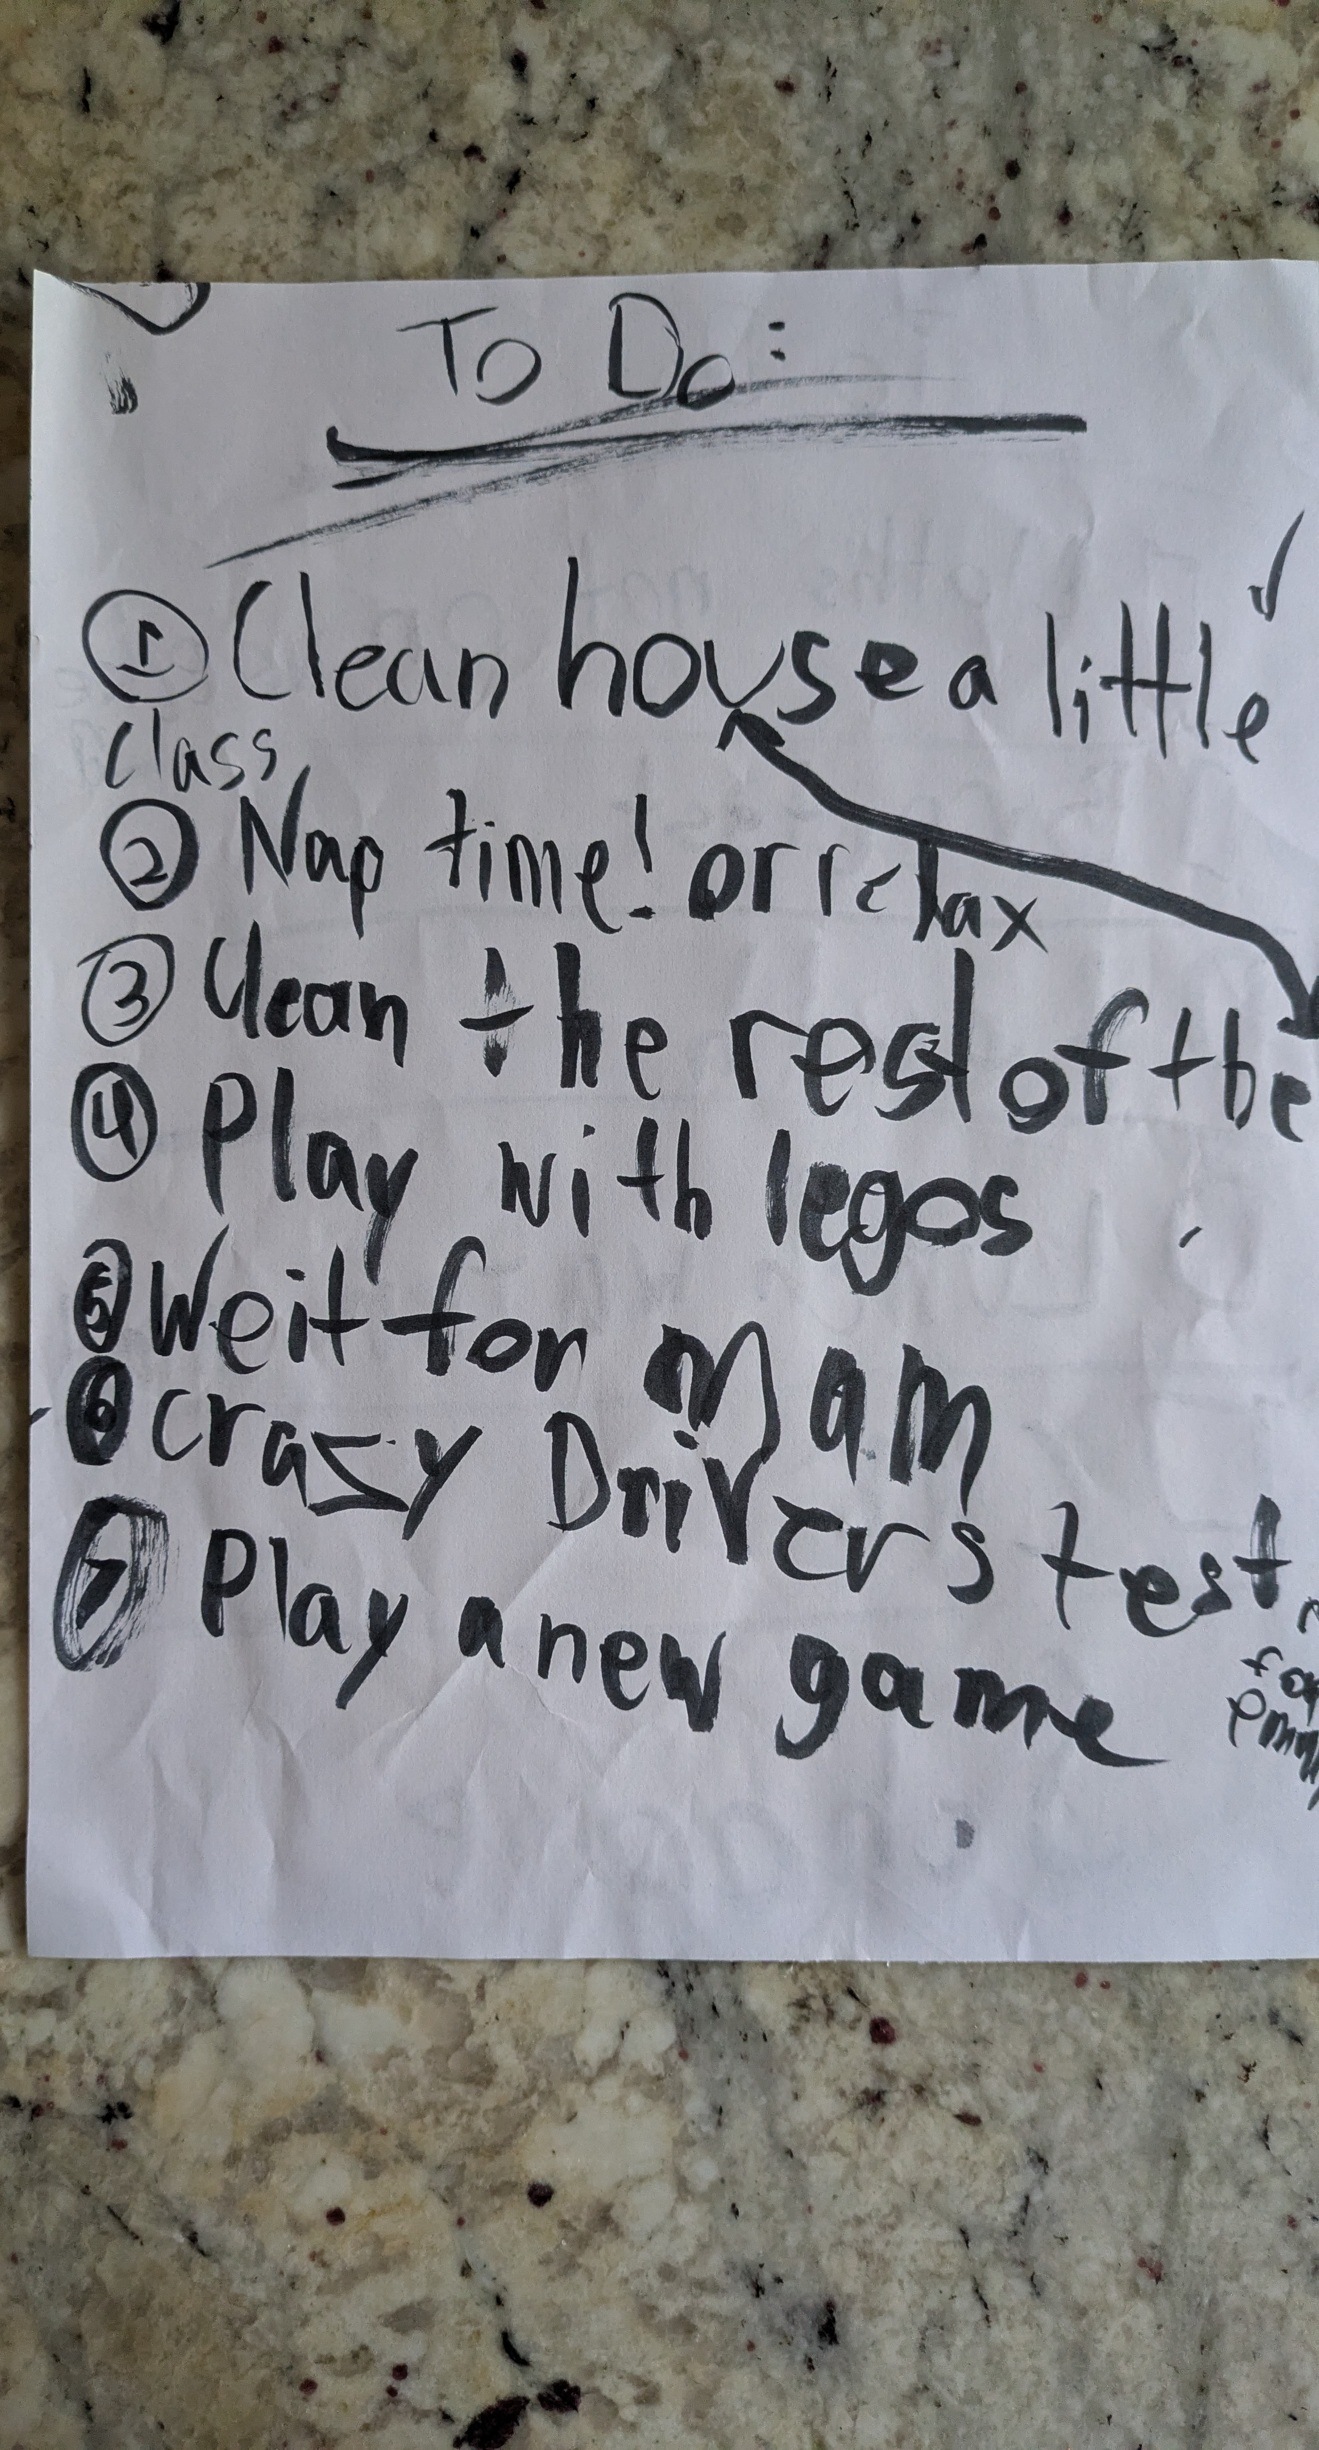 To Do:
① Clean house a little ✓
class
② Nap time! or relax
③ Clean the rest of the
④ Play with legos
⑤ Weit for mam
⑥ crazy Drivers test
for
⑦ Play a new game